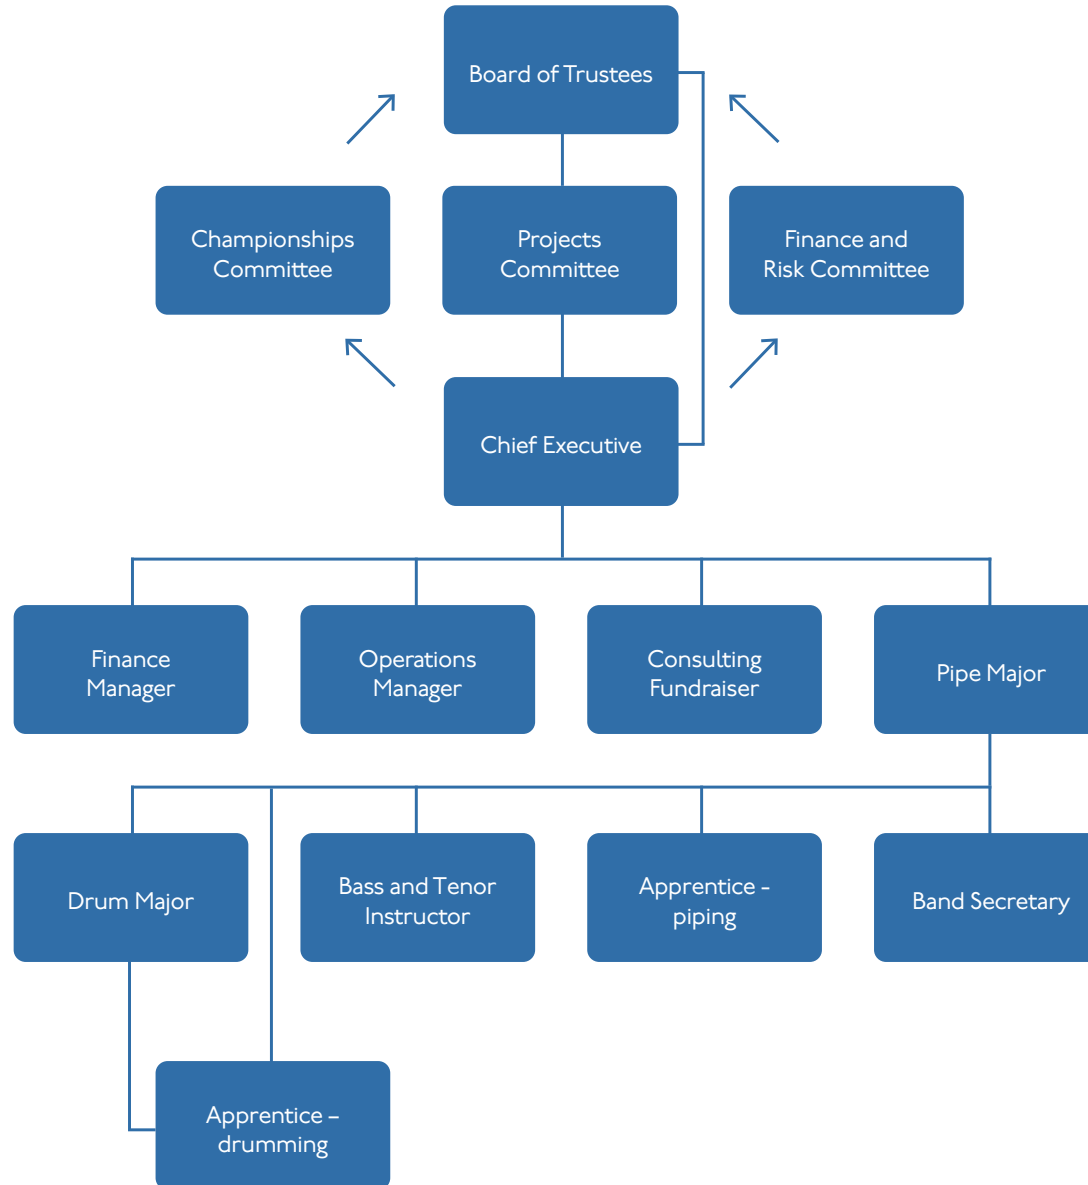 Board of Trustees
Championships
Committee
Projects
Committee
Finance and
Risk Committee
Chief Executive
Finance
Manager
Operations
Manager
Consulting
Fundraiser
Pipe Major
Drum Major
Bass and Tenor
Instructor
Apprentice -
piping
Band Secretary
Apprentice –
drumming